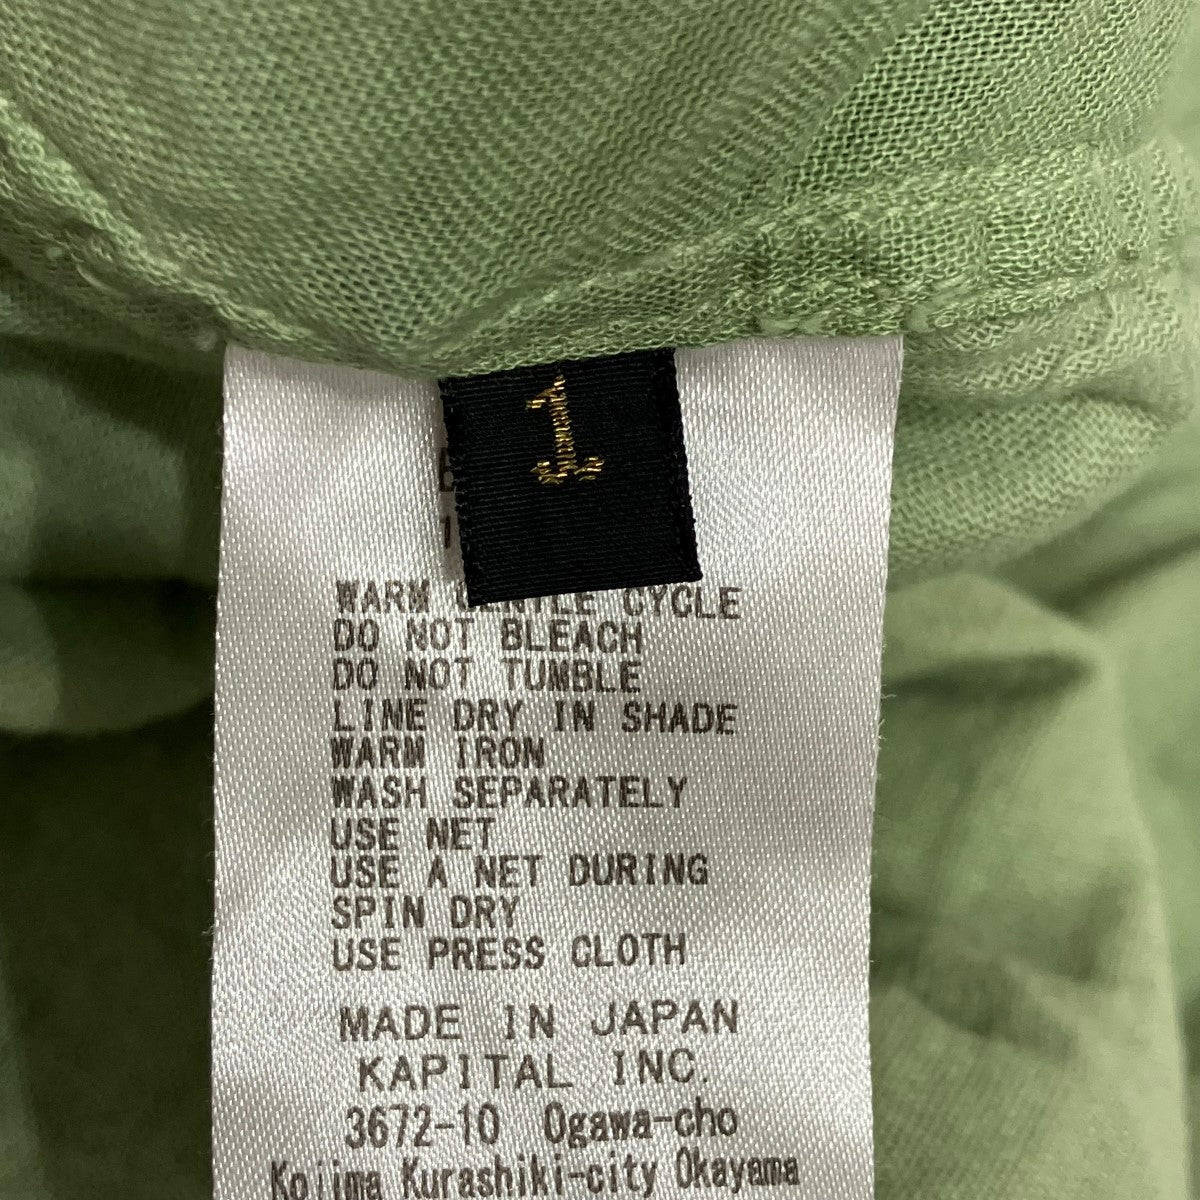 1
WARM GENTLE CYCLE
DO NOT BLEACH
DO NOT TUMBLE
LINE DRY IN SHADE
WARM IRON
WASH SEPARATELY
USE NET
USE A NET DURING
SPIN DRY
USE PRESS CLOTH
MADE IN JAPAN
KAPITAL INC.
3672-10 Ogawa-cho
Kojima Kurashiki-city Okayama